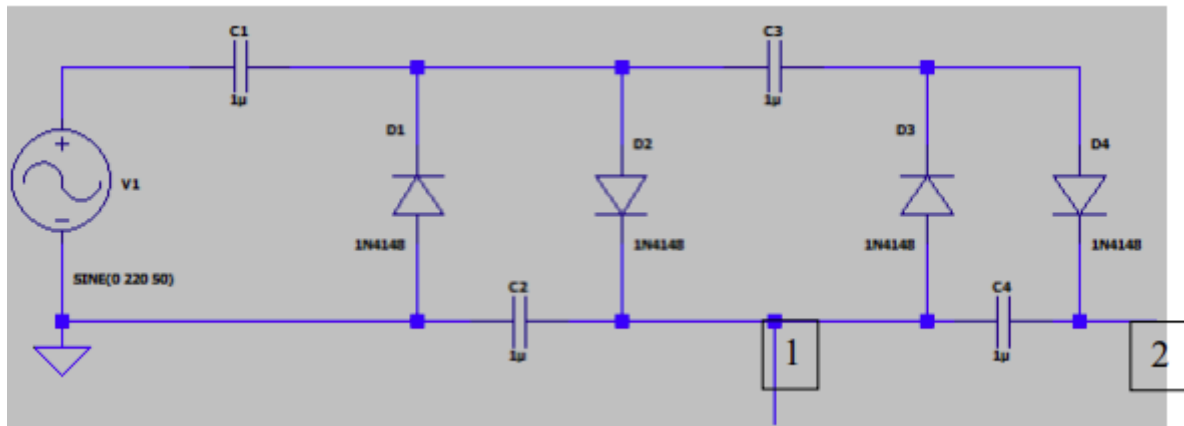 C1
1µ
C3
1µ
+
V1
−
SINE(0 220 50)
D1
1N4148
D2
1N4148
D3
1N4148
D4
1N4148
C2
1µ
C4
1µ
1
2